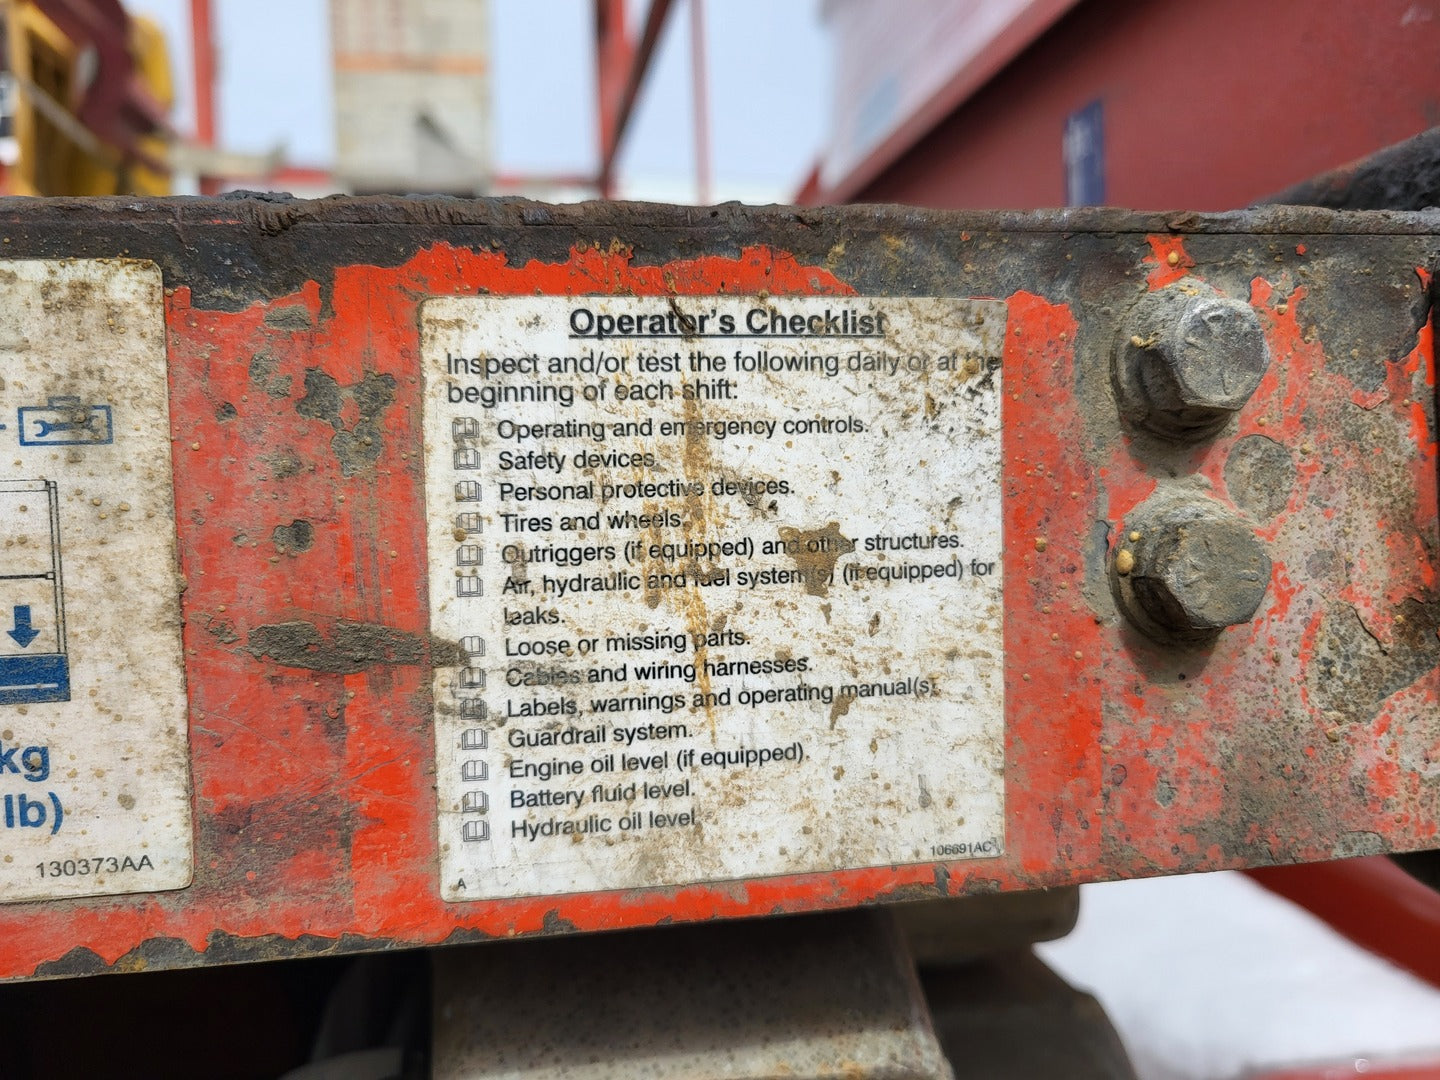 Operator's Checklist
Inspect and/or test the following daily or at the
beginning of each shift:
Operating and emergency controls.
Safety devices.
Personal protective devices.
Tires and wheels.
Outriggers (if equipped) and other structures.
Air, hydraulic and fuel system(s) (if equipped) for
leaks.
Loose or missing parts.
Cables and wiring harnesses.
Labels, warnings and operating manual(s).
Guardrail system.
Engine oil level (if equipped).
Battery fluid level.
Hydraulic oil level.
A
106691AC
kg
lb)
130373AA